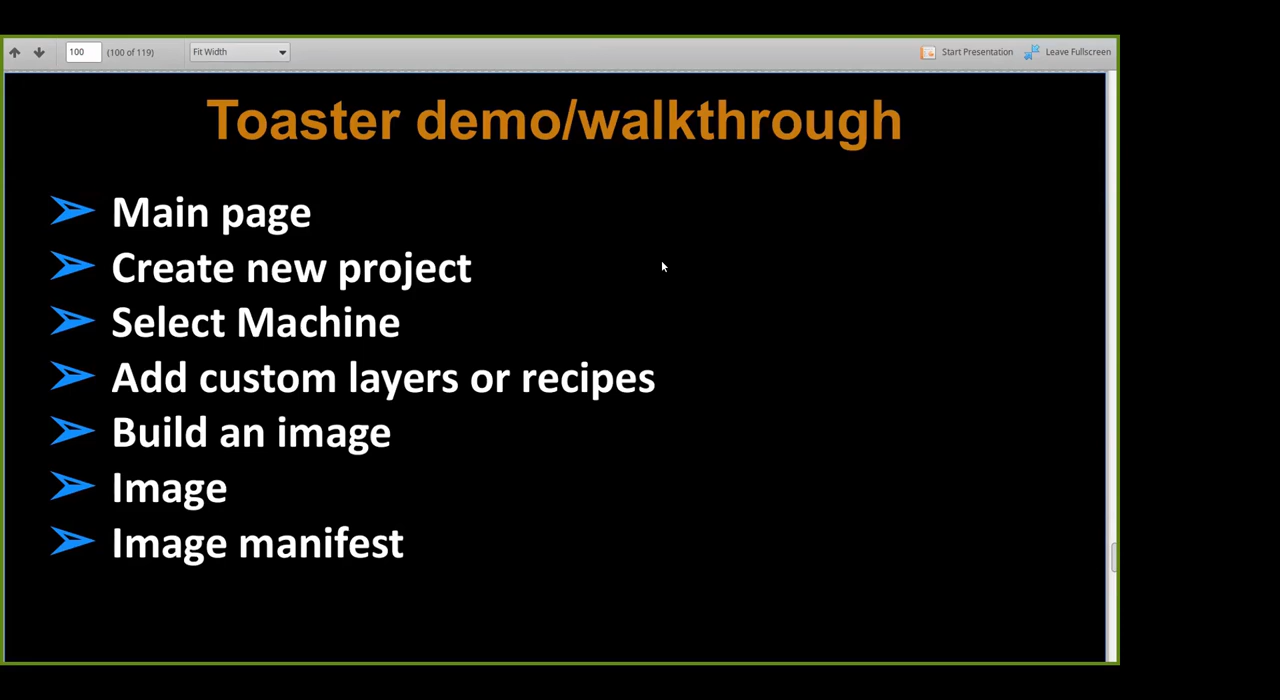 100 (100 of 119) Fit Width Start Presentation Leave Fullscreen
Toaster demo/walkthrough
Main page
Create new project
Select Machine
Add custom layers or recipes
Build an image
Image
Image manifest